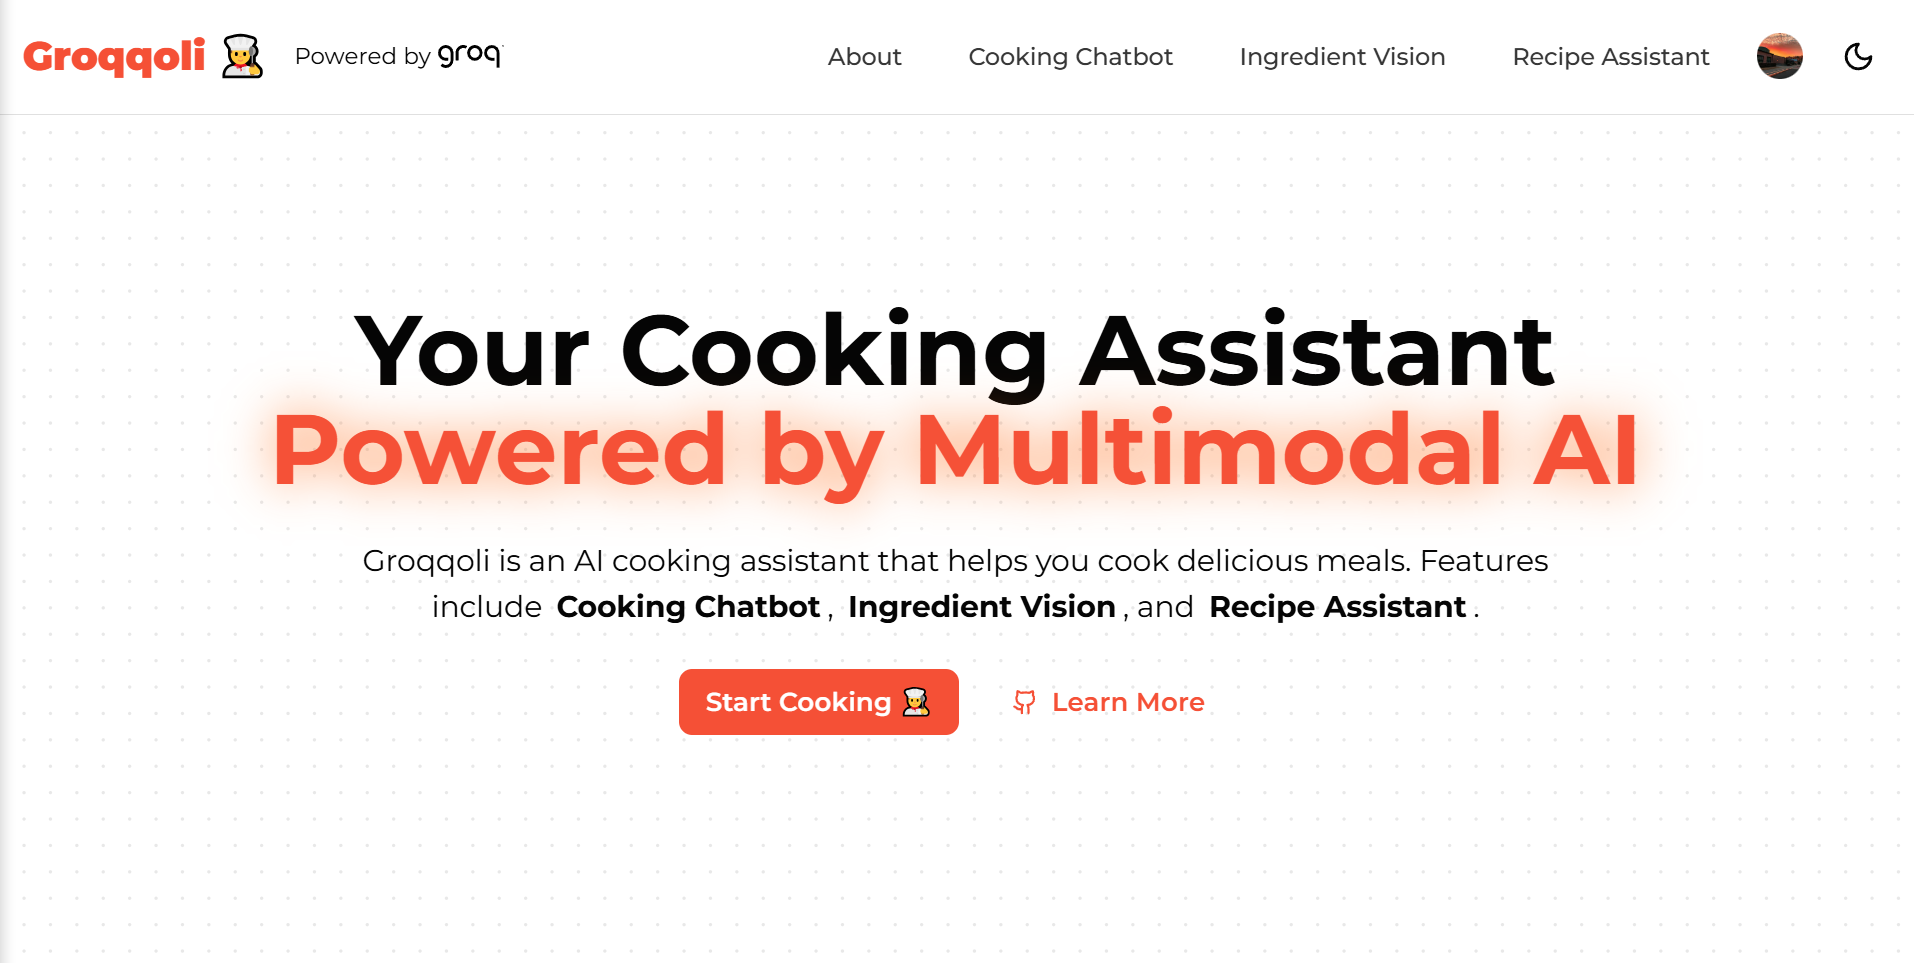 Groqqoli Powered by groq
About Cooking Chatbot Ingredient Vision Recipe Assistant
Your Cooking Assistant
Powered by Multimodal AI
Groqqoli is an AI cooking assistant that helps you cook delicious meals. Features
include Cooking Chatbot , Ingredient Vision , and Recipe Assistant .
Start Cooking
Learn More